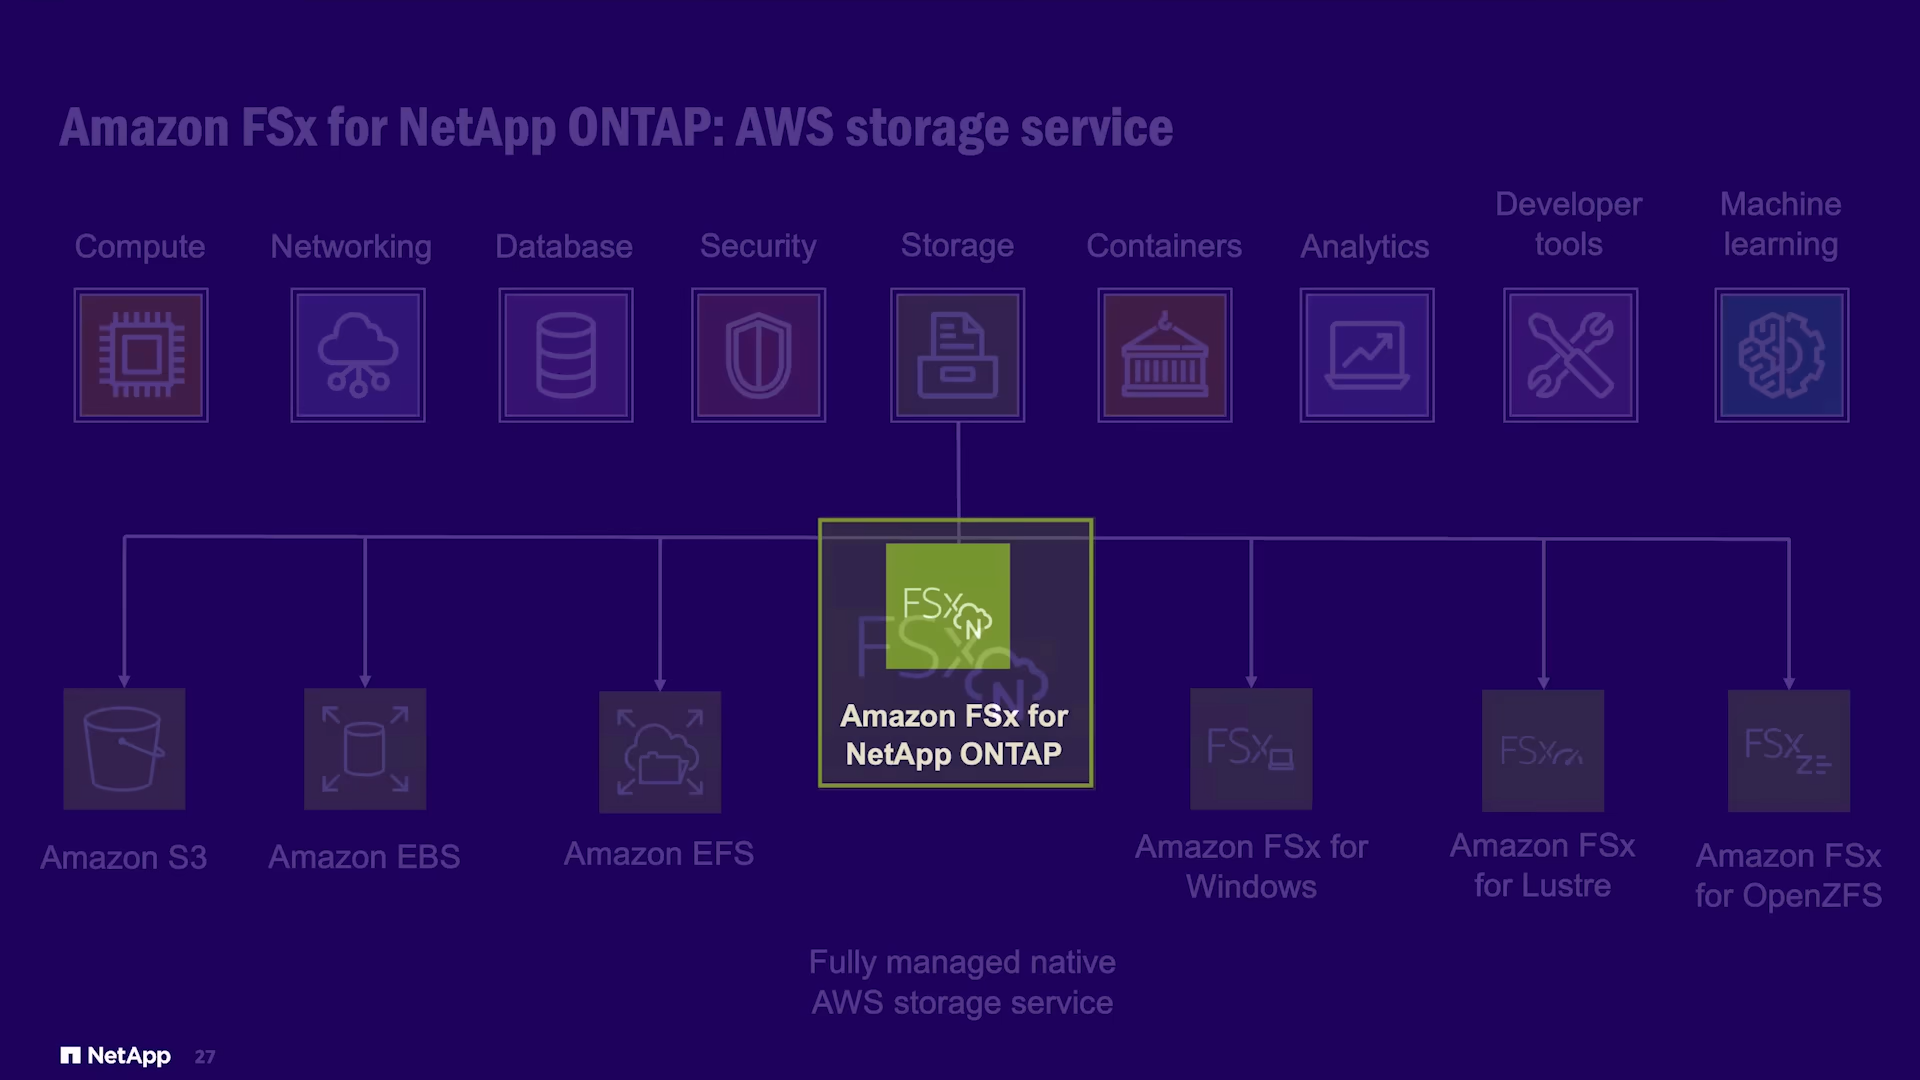 Amazon FSx for NetApp ONTAP: AWS storage service
Compute
Networking
Database
Security
Storage
Containers
Analytics
Developer
tools
Machine
learning
FSx
N
FSx
N
Amazon FSx for
NetApp ONTAP
FSx
FSx
FSx
Z
Amazon S3
Amazon EBS
Amazon EFS
Amazon FSx for
Windows
Amazon FSx
for Lustre
Amazon FSx
for OpenZFS
Fully managed native
AWS storage service
NetApp 27